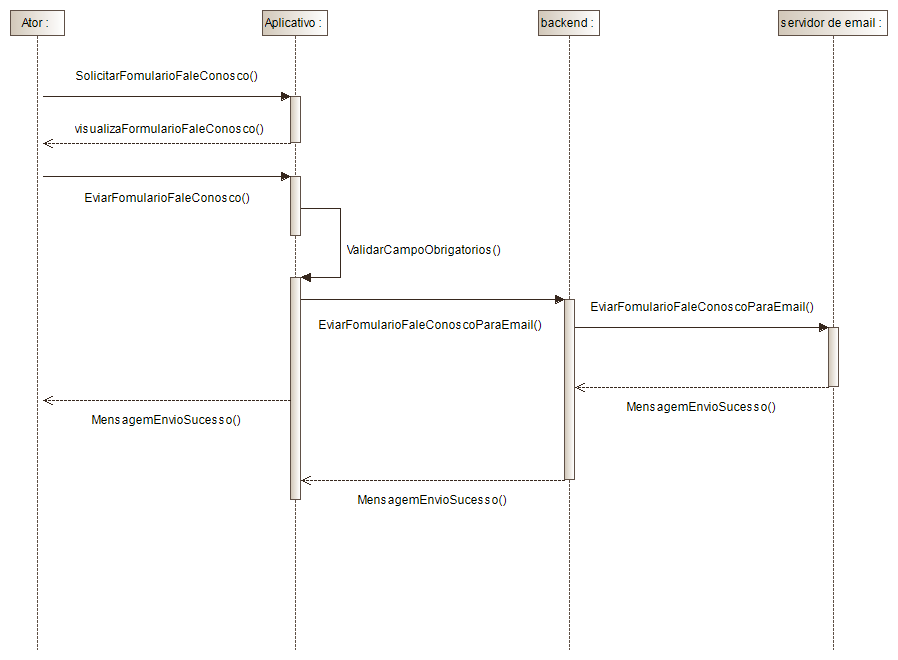 Ator :
Aplicativo :
backend :
servidor de email :
SolicitarFomularioFaleConosco()
visualizaFormularioFaleConosco()
EviarFomularioFaleConosco()
ValidarCampoObrigatorios()
EviarFomularioFaleConoscoParaEmail()
EviarFomularioFaleConoscoParaEmail()
MensagemEnvioSucesso()
MensagemEnvioSucesso()
MensagemEnvioSucesso()